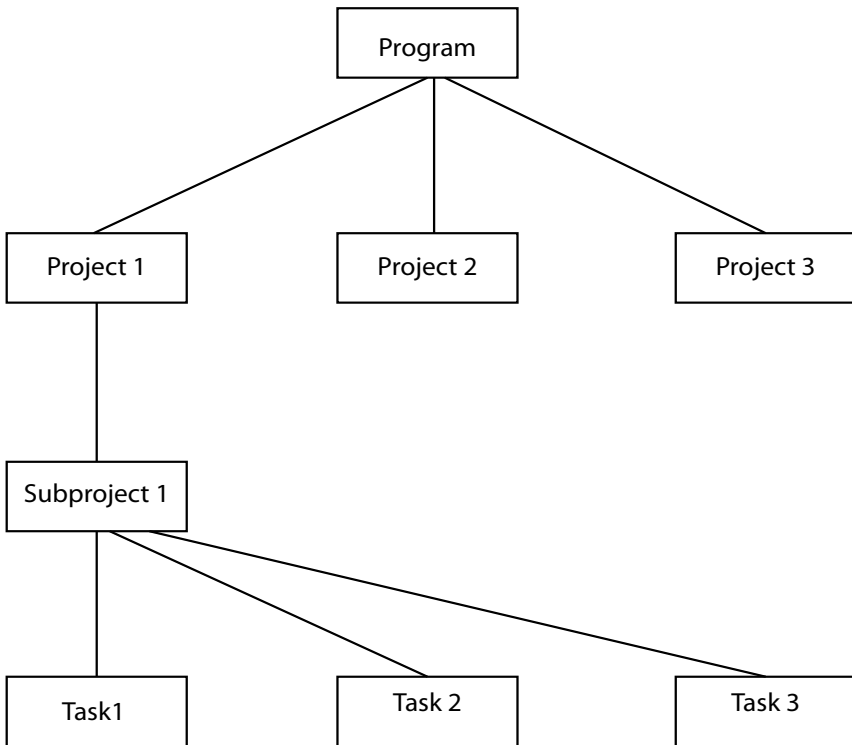 Program
Project 1
Project 2
Project 3
Subproject 1
Task1
Task 2
Task 3